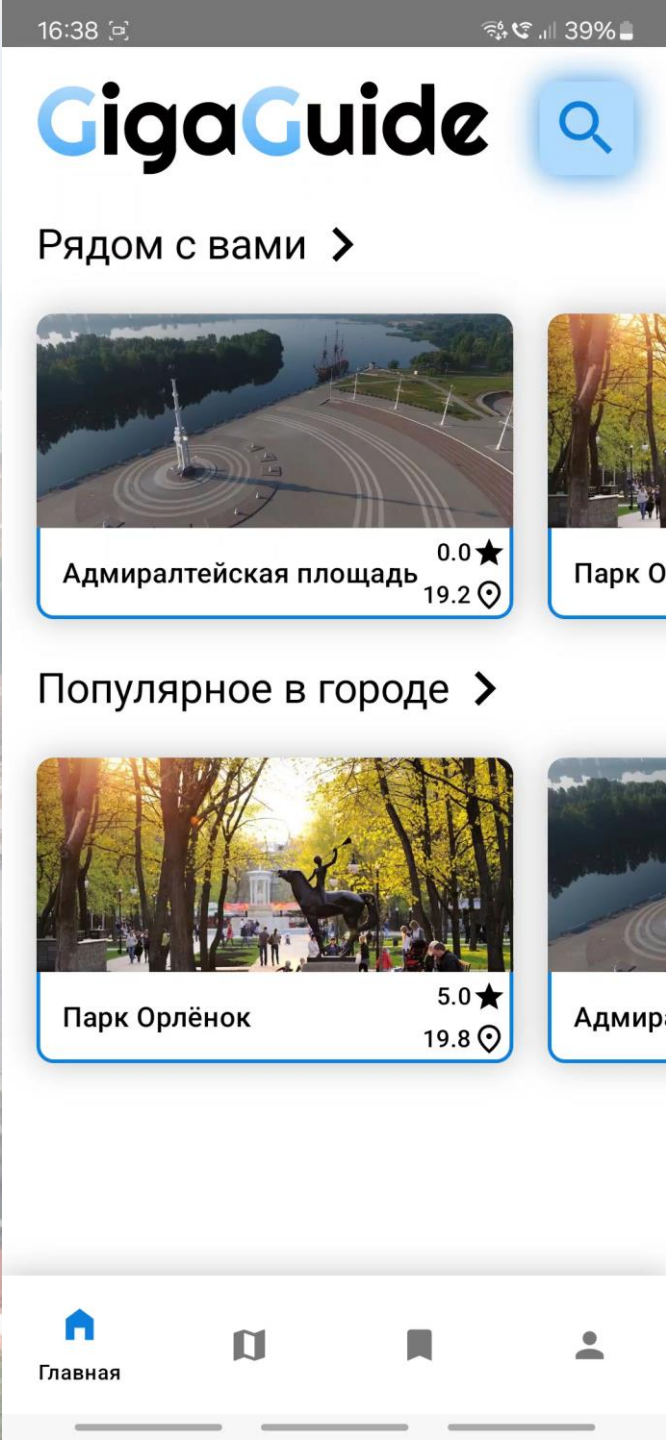 16:38
39%
GigaGuide
Рядом с вами
Адмиралтейская площадь
0.0
19.2
Парк О
Популярное в городе
Парк Орлёнок
5.0
19.8
Адмир
Главная